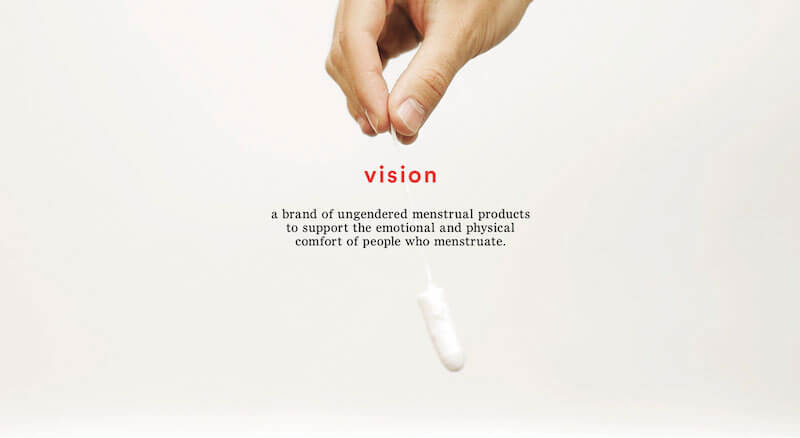 vision
a brand of ungendered menstrual products
to support the emotional and physical
comfort of people who menstruate.